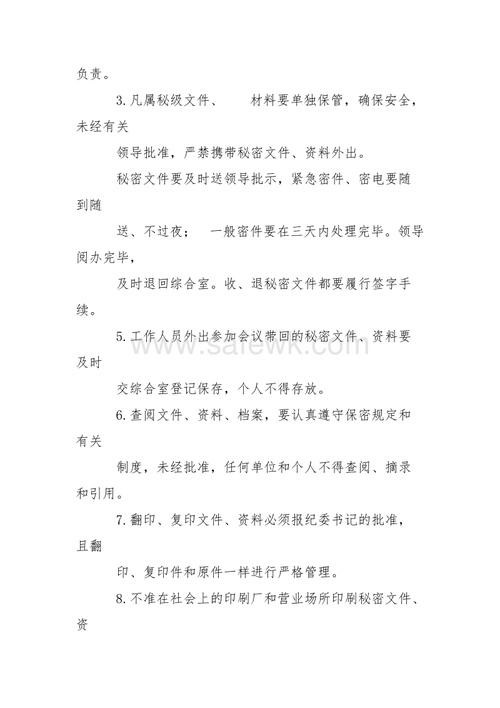 负责。
3.凡属秘级文件、　　材料要单独保管，确保安全，
未经有关
领导批准，严禁携带秘密文件、资料外出。
秘密文件要及时送领导批示，紧急密件、密电要随
到随
送、不过夜；　一般密件要在三天内处理完毕。领导
阅办完毕，
及时退回综合室。收、退秘密文件都要履行签字手
续。
5.工作人员外出参加会议带回的秘密文件、资料要
及时
www.safewk.com
交综合室登记保存，个人不得存放。
6.查阅文件、资料、档案，要认真遵守保密规定和
有关
制度，未经批准，任何单位和个人不得查阅、摘录
和引用。
7.翻印、复印文件、资料必须报纪委书记的批准，
且翻
印、复印件和原件一样进行严格管理。
8.不准在社会上的印刷厂和营业场所印刷秘密文件、
资